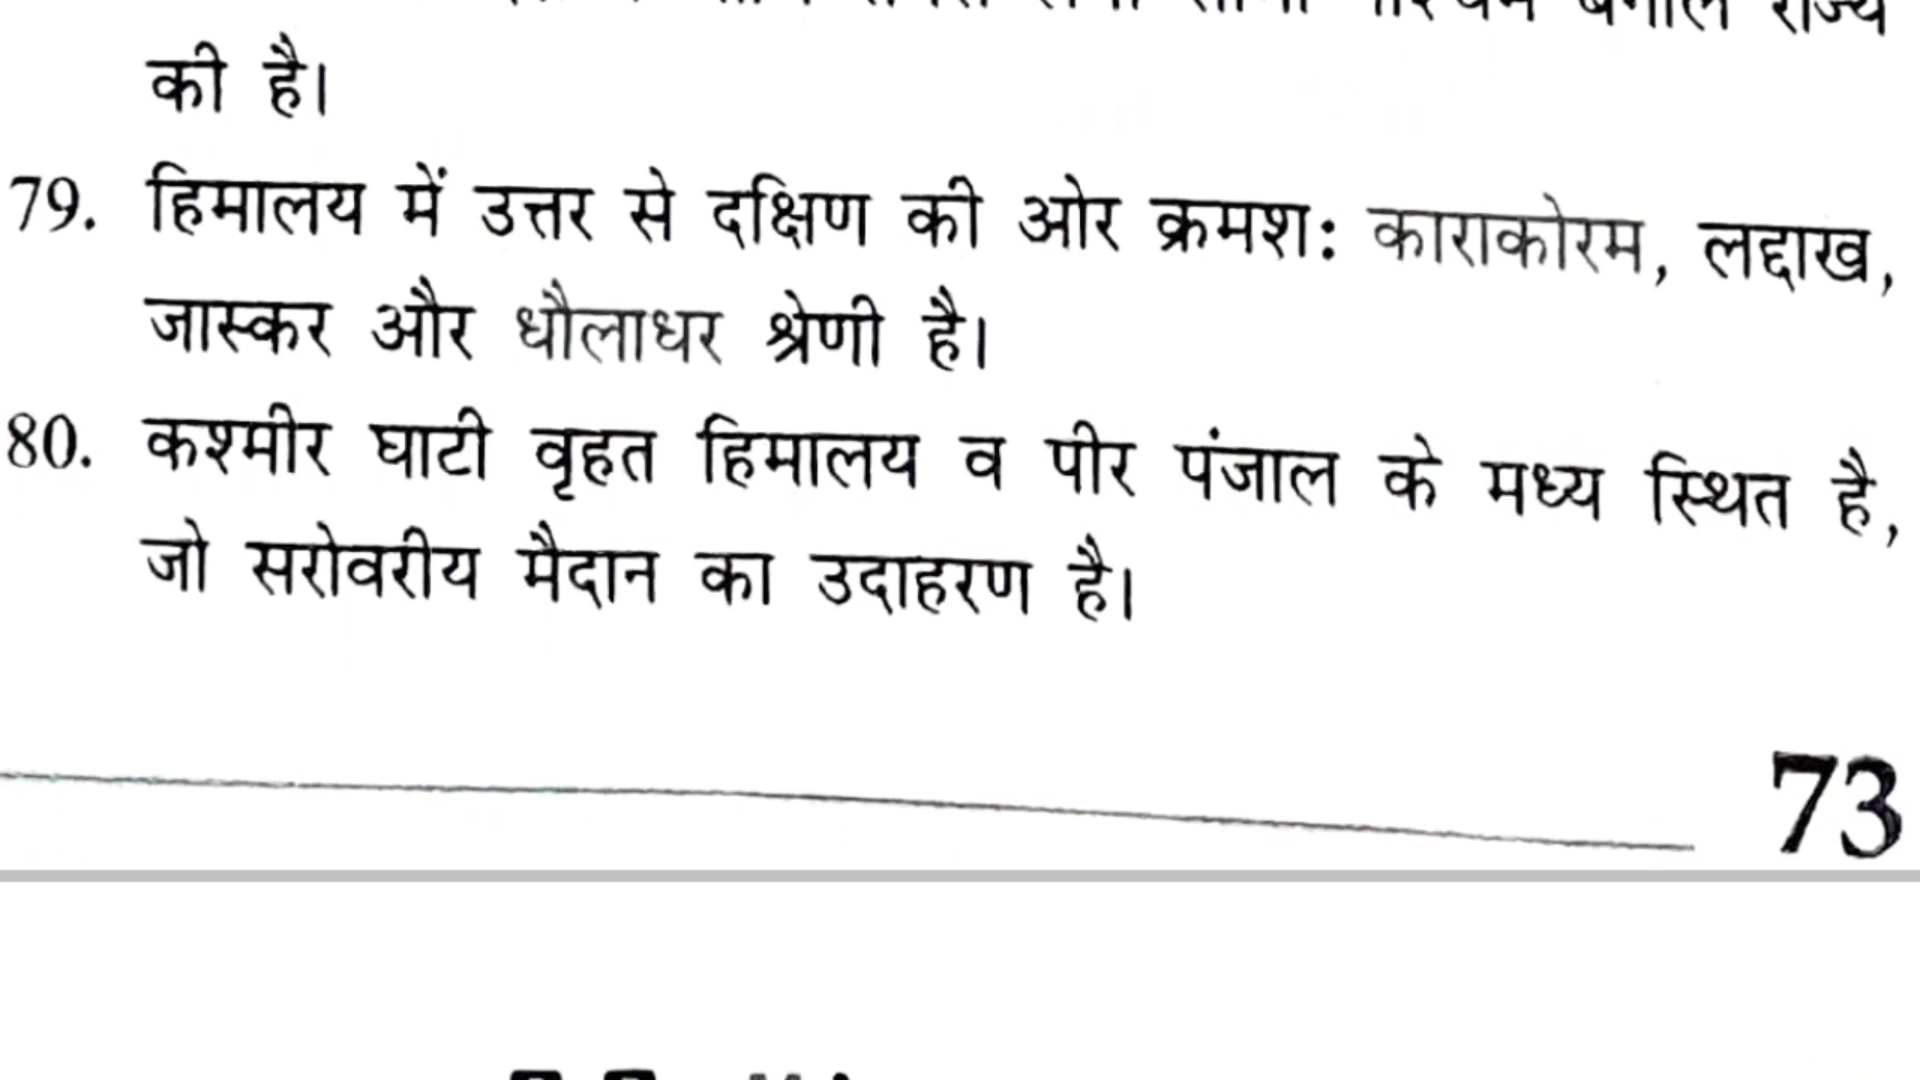 बंगाल राज्य
की है।
79. हिमालय में उत्तर से दक्षिण की ओर क्रमशः काराकोरम, लद्दाख,
जास्कर और धौलाधर श्रेणी है।
80. कश्मीर घाटी वृहत हिमालय व पीर पंजाल के मध्य स्थित है,
जो सरोवरीय मैदान का उदाहरण है।
73